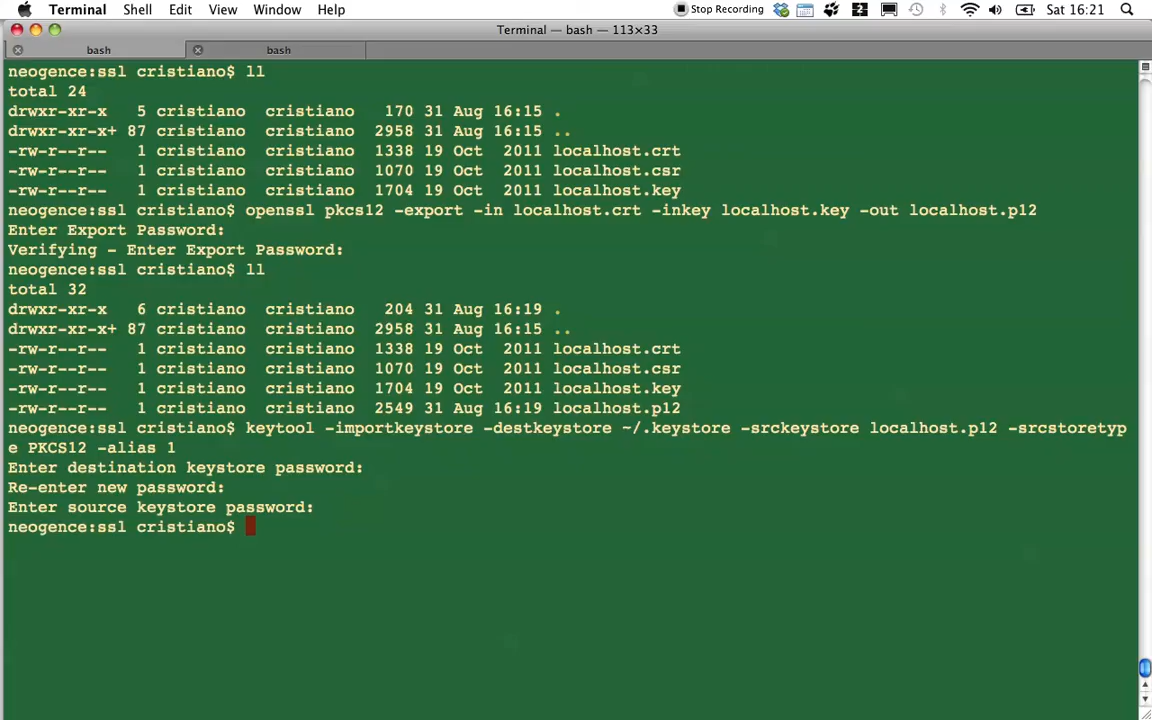 Terminal Shell Edit View Window Help Stop Recording 2 Sat 16:21
Terminal — bash — 113×33
bash bash
neogence:ssl cristiano$ ll
total 24
drwxr-xr-x 5 cristiano cristiano 170 31 Aug 16:15 .
drwxr-xr-x+ 87 cristiano cristiano 2958 31 Aug 16:15 ..
-rw-r--r-- 1 cristiano cristiano 1338 19 Oct 2011 localhost.crt
-rw-r--r-- 1 cristiano cristiano 1070 19 Oct 2011 localhost.csr
-rw-r--r-- 1 cristiano cristiano 1704 19 Oct 2011 localhost.key
neogence:ssl cristiano$ openssl pkcs12 -export -in localhost.crt -inkey localhost.key -out localhost.p12
Enter Export Password:
Verifying - Enter Export Password:
neogence:ssl cristiano$ ll
total 32
drwxr-xr-x 6 cristiano cristiano 204 31 Aug 16:19 .
drwxr-xr-x+ 87 cristiano cristiano 2958 31 Aug 16:15 ..
-rw-r--r-- 1 cristiano cristiano 1338 19 Oct 2011 localhost.crt
-rw-r--r-- 1 cristiano cristiano 1070 19 Oct 2011 localhost.csr
-rw-r--r-- 1 cristiano cristiano 1704 19 Oct 2011 localhost.key
-rw-r--r-- 1 cristiano cristiano 2549 31 Aug 16:19 localhost.p12
neogence:ssl cristiano$ keytool -importkeystore -destkeystore ~/.keystore -srckeystore localhost.p12 -srcstoretyp
e PKCS12 -alias 1
Enter destination keystore password:
Re-enter new password:
Enter source keystore password:
neogence:ssl cristiano$